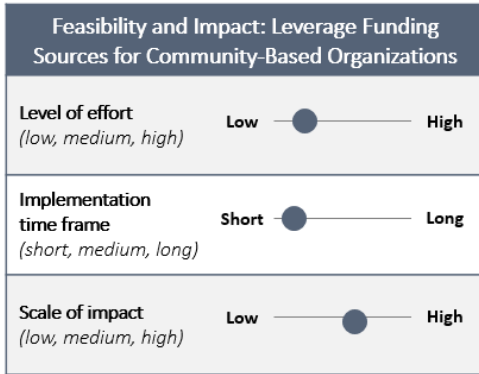 Feasibility and Impact: Leverage Funding
Sources for Community-Based Organizations
Level of effort
(low, medium, high)
Low
High
Implementation
time frame
(short, medium, long)
Short
Long
Scale of impact
(low, medium, high)
Low
High